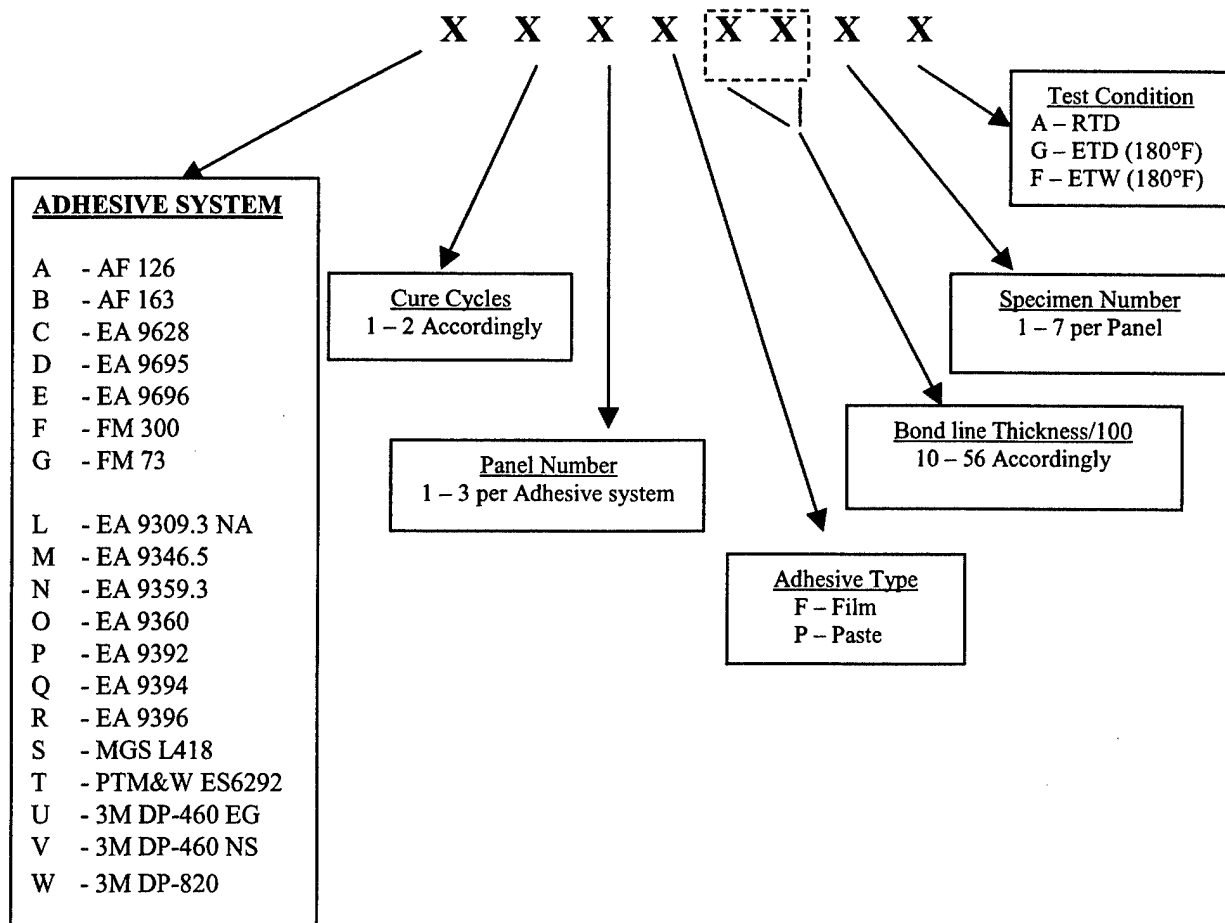 X X X X X X X X
Test Condition
A – RTD
G – ETD (180°F)
F – ETW (180°F)
ADHESIVE SYSTEM
A - AF 126
B - AF 163
C - EA 9628
D - EA 9695
E - EA 9696
F - FM 300
G - FM 73
L - EA 9309.3 NA
M - EA 9346.5
N - EA 9359.3
O - EA 9360
P - EA 9392
Q - EA 9394
R - EA 9396
S - MGS L418
T - PTM&W ES6292
U - 3M DP-460 EG
V - 3M DP-460 NS
W - 3M DP-820
Cure Cycles
1 – 2 Accordingly
Specimen Number
1 – 7 per Panel
Panel Number
1 – 3 per Adhesive system
Bond line Thickness/100
10 – 56 Accordingly
Adhesive Type
F – Film
P – Paste